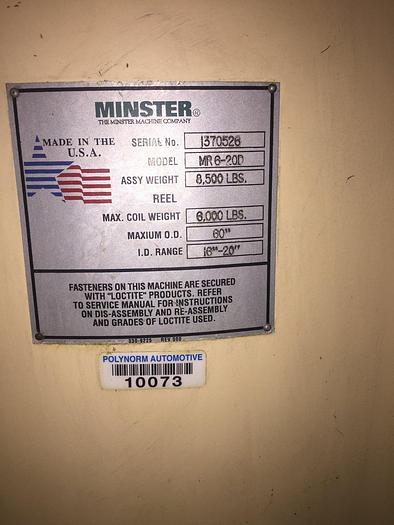 MINSTER®
THE MINSTER MACHINE COMPANY
MADE IN THE U.S.A.
SERIAL No. 1370526
MODEL MR6-20D
ASSY WEIGHT 8,500 LBS.
REEL
MAX. COIL WEIGHT 6,000 LBS.
MAXIUM O.D. 60"
I.D. RANGE 16"-20"
FASTENERS ON THIS MACHINE ARE SECURED
WITH "LOCTITE" PRODUCTS. REFER
TO SERVICE MANUAL FOR INSTRUCTIONS
ON DIS-ASSEMBLY AND RE-ASSEMBLY
AND GRADES OF LOCTITE USED.
POLYNORM AUTOMOTIVE
10073